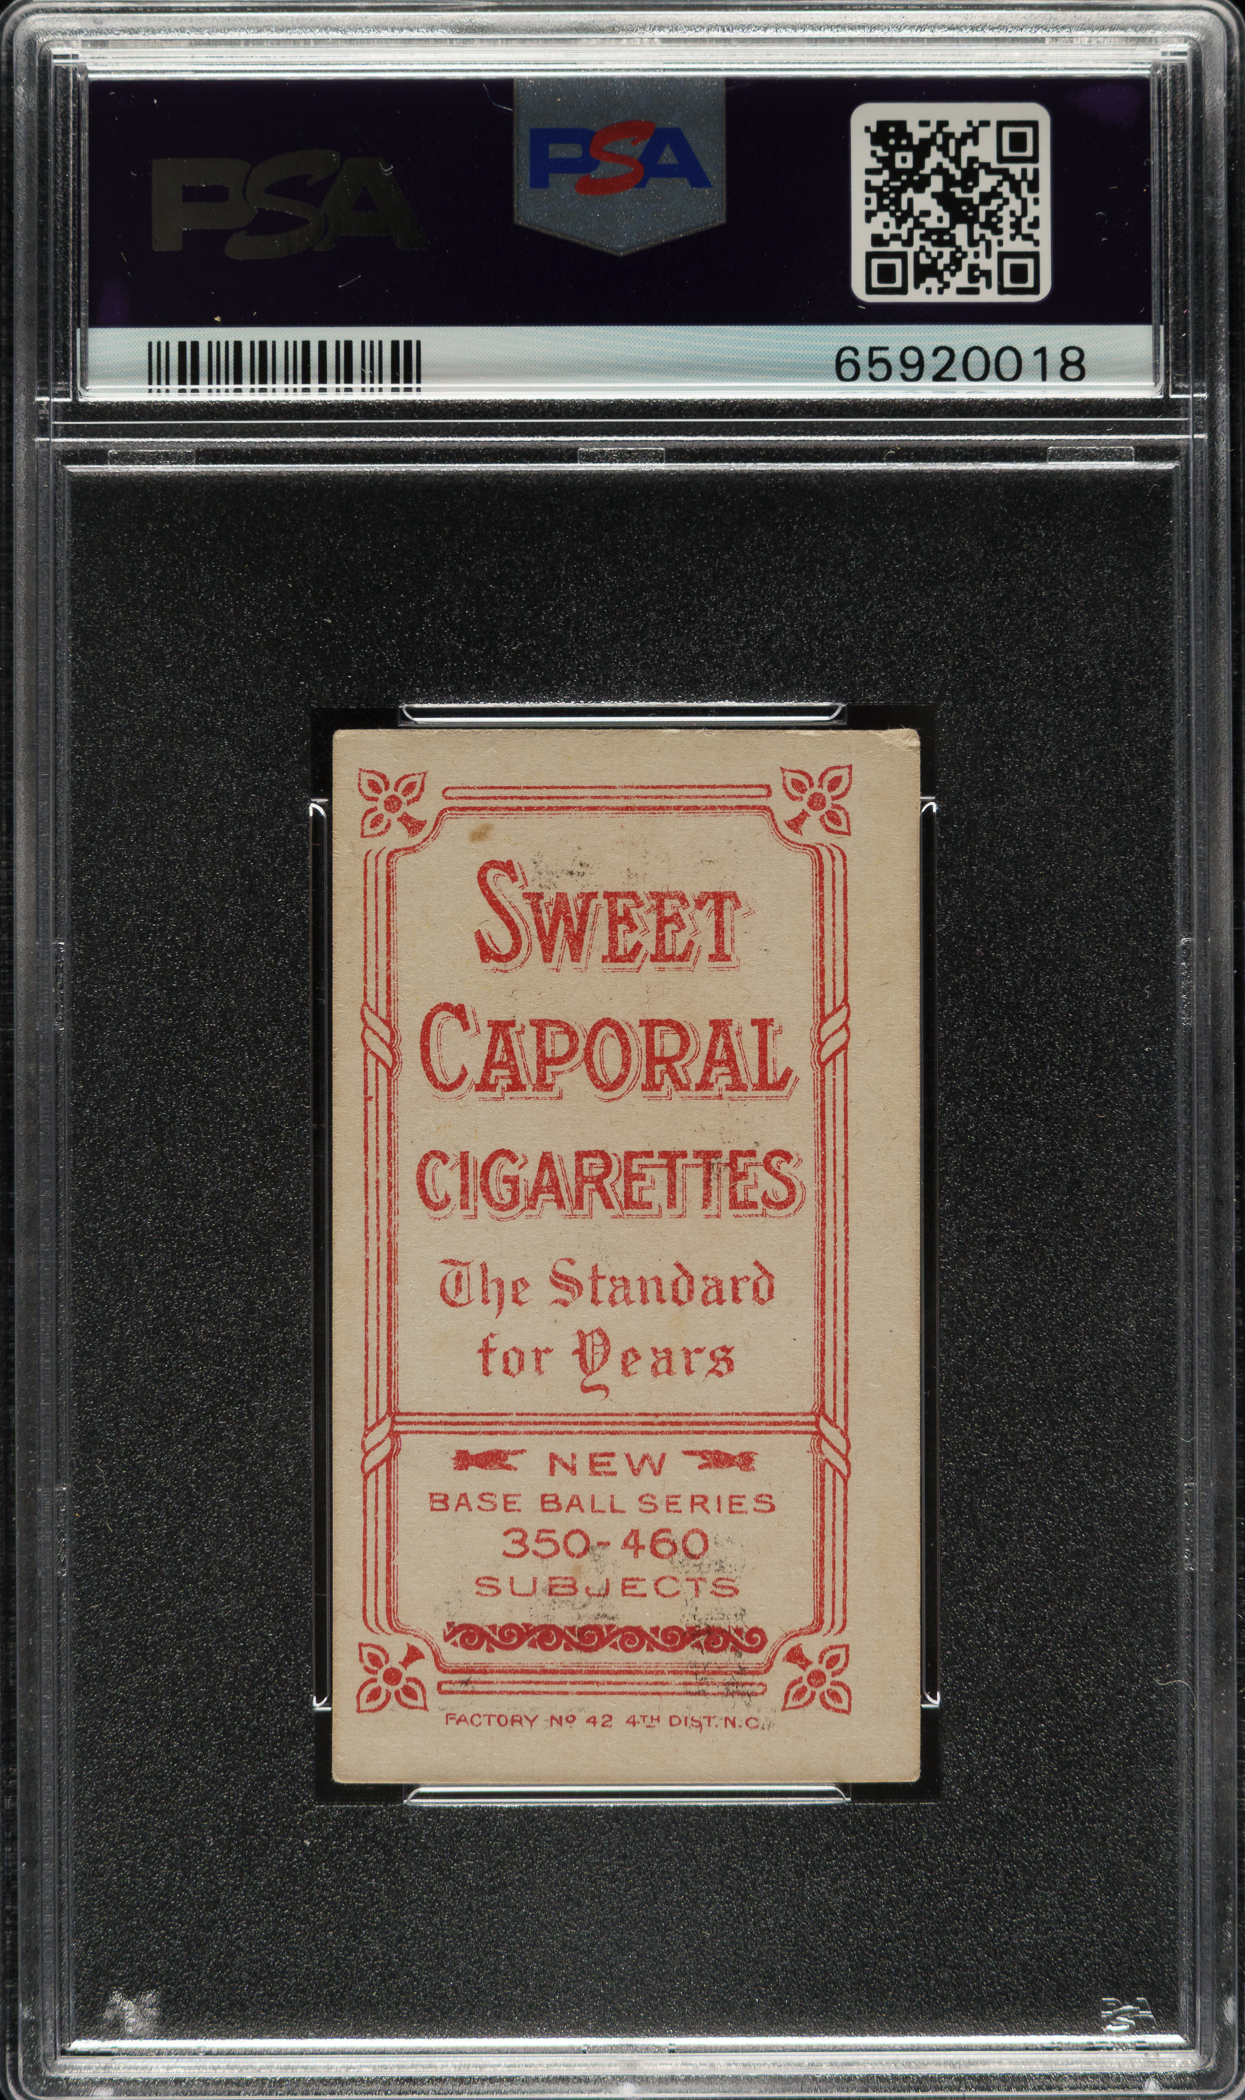 PSA
PSA
65920018
SWEET
CAPORAL
CIGARETTES
The Standard
for Years
NEW
BASE BALL SERIES
350-460
SUBJECTS
FACTORY Nº 42 4TH DIST. N.C.
PSA